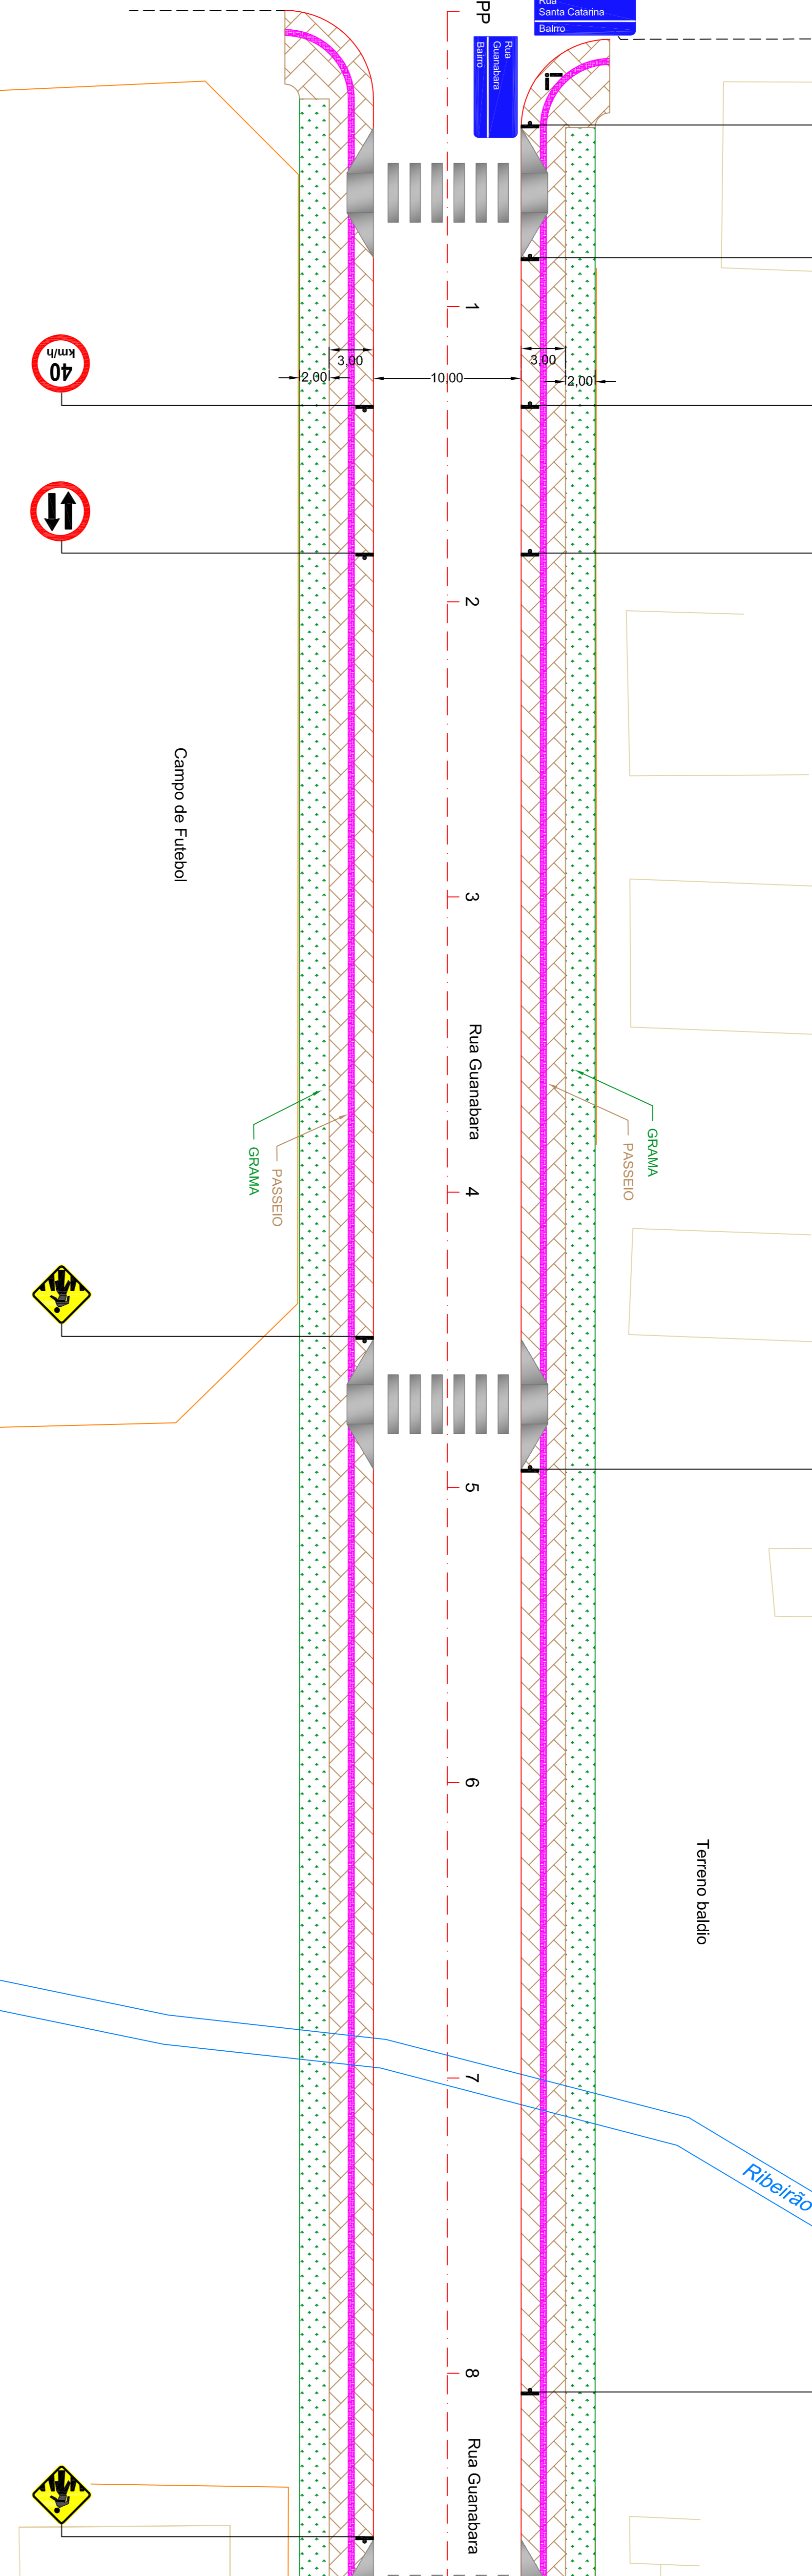 PP
Rua
Santa Catarina
Bairro
Rua
Guanabara
Bairro
1
40
km/h
3,00
2,00
10,00
3,00
2,00
2
Campo de Futebol
3
Rua Guanabara
GRAMA
PASSEIO
PASSEIO
GRAMA
4
5
6
Terreno baldio
7
Ribeirão
8
Rua Guanabara